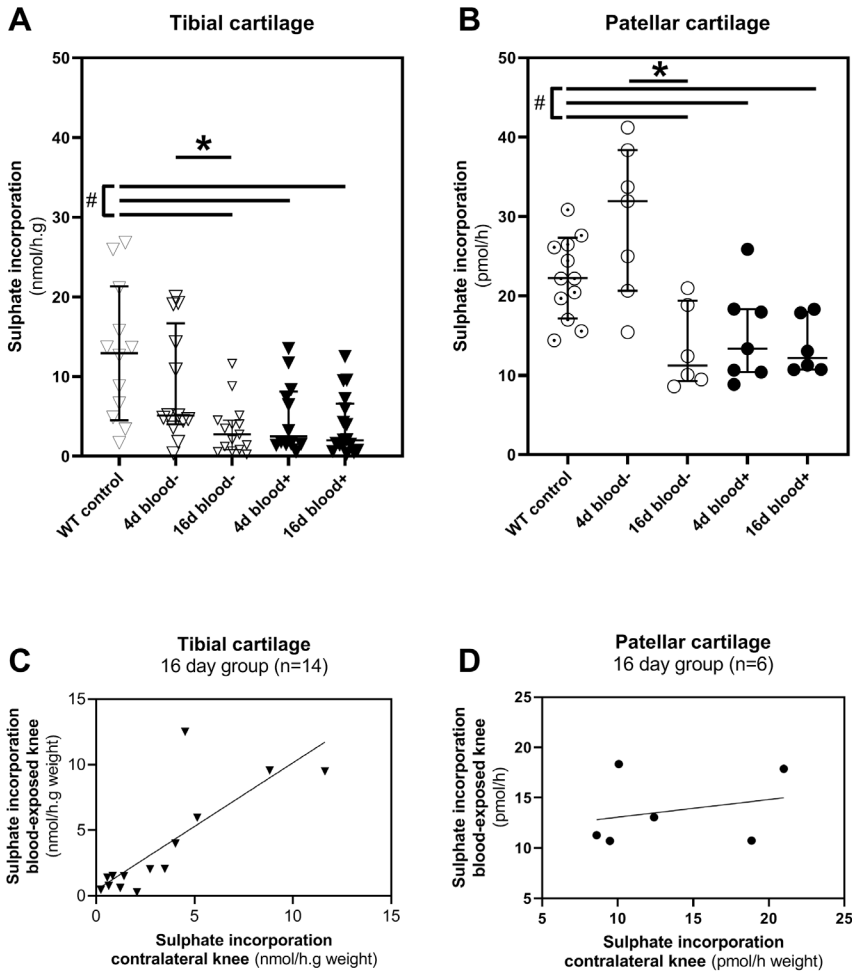 A
Tibial cartilage
Sulphate incorporation
(nmol/h.g)
50
40
30
20
10
0
*
#
WT control
4d blood-
16d blood-
4d blood+
16d blood+
B
Patellar cartilage
Sulphate incorporation
(pmol/h)
50
40
30
20
10
0
*
#
WT control
4d blood-
16d blood-
4d blood+
16d blood+
C
Tibial cartilage
16 day group (n=14)
Sulphate incorporation
blood-exposed knee
(nmol/h.g weight)
15
10
5
0
0
5
10
15
Sulphate incorporation
contralateral knee (nmol/h.g weight)
D
Patellar cartilage
16 day group (n=6)
Sulphate incorporation
blood-exposed knee
(pmol/h)
25
20
15
10
5
5
10
15
20
25
Sulphate incorporation
contralateral knee (pmol/h weight)